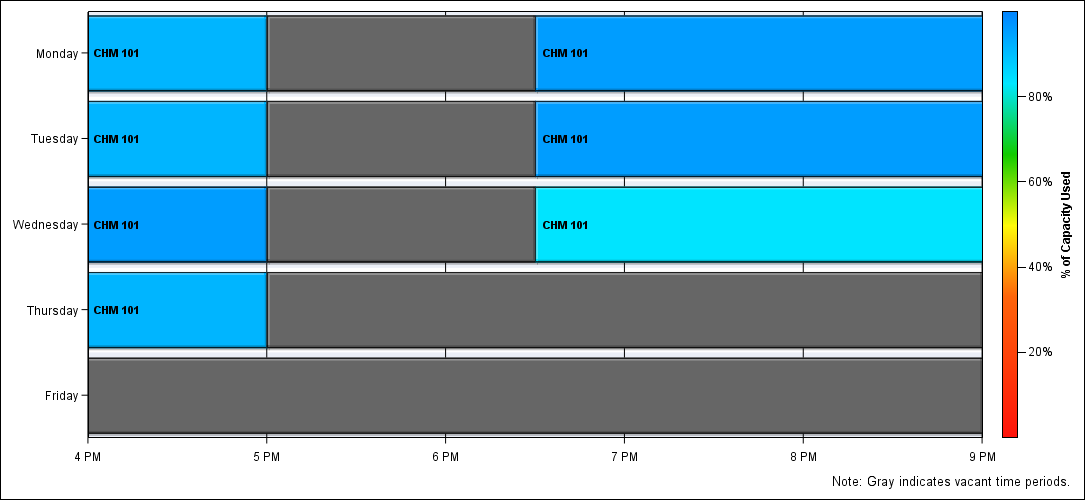 Monday
CHM 101
CHM 101
Tuesday
CHM 101
CHM 101
Wednesday
CHM 101
CHM 101
Thursday
CHM 101
Friday
4 PM
5 PM
6 PM
7 PM
8 PM
9 PM
80%
60%
40%
20%
% of Capacity Used
Note: Gray indicates vacant time periods.